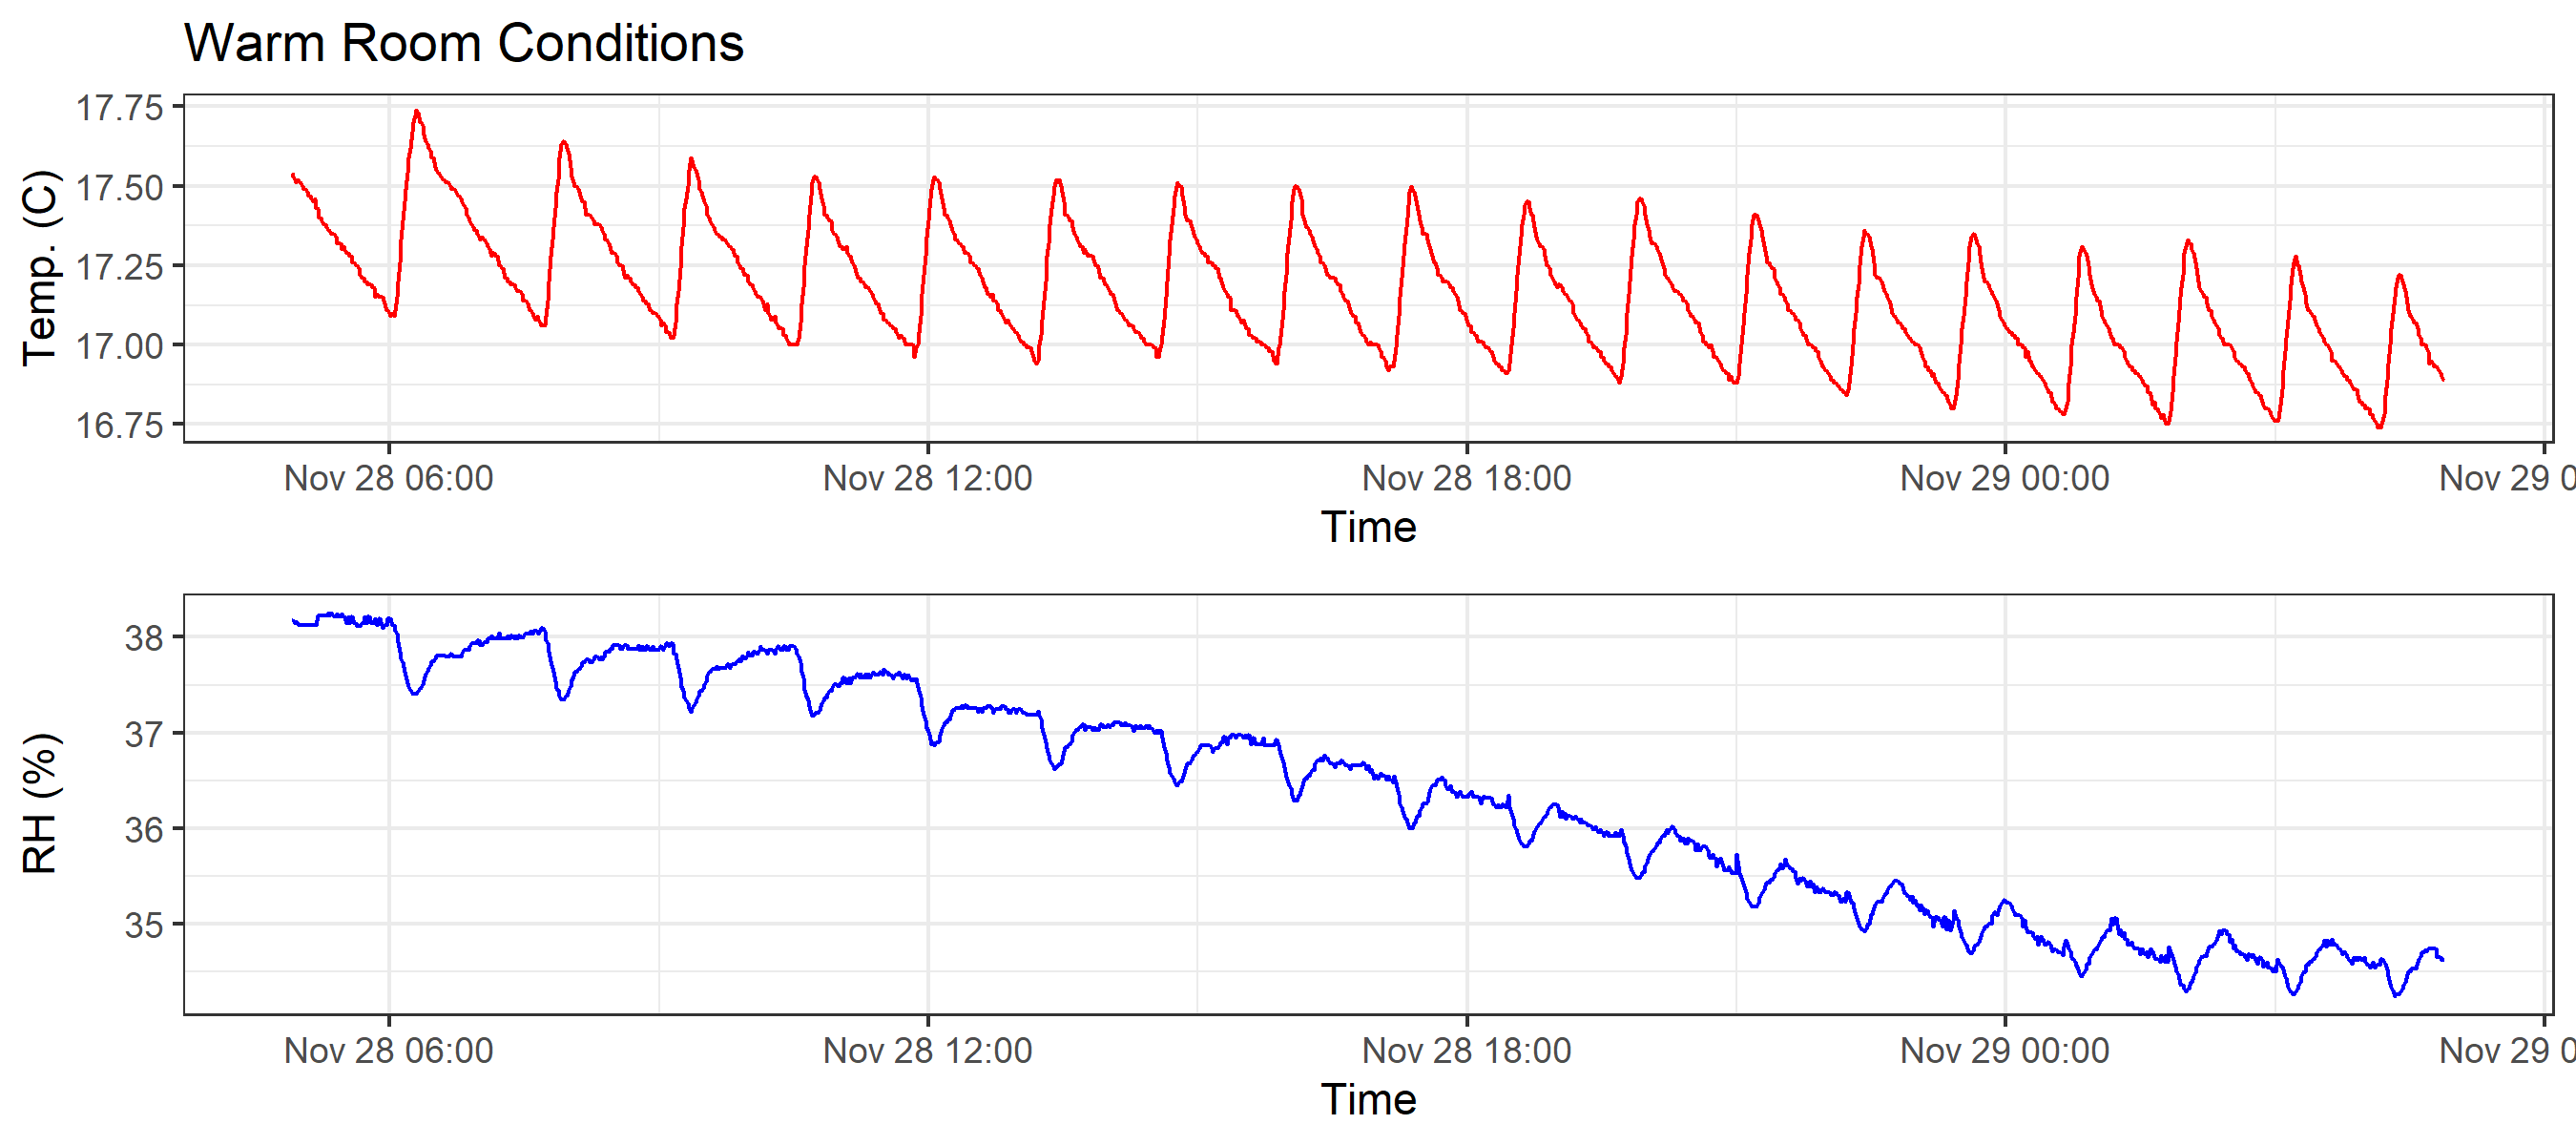 Warm Room Conditions
Temp. (C)
17.75
17.50
17.25
17.00
16.75
Nov 28 06:00 Nov 28 12:00 Nov 28 18:00 Nov 29 00:00 Nov 29 0
Time
RH (%)
38
37
36
35
Nov 28 06:00 Nov 28 12:00 Nov 28 18:00 Nov 29 00:00 Nov 29 0
Time